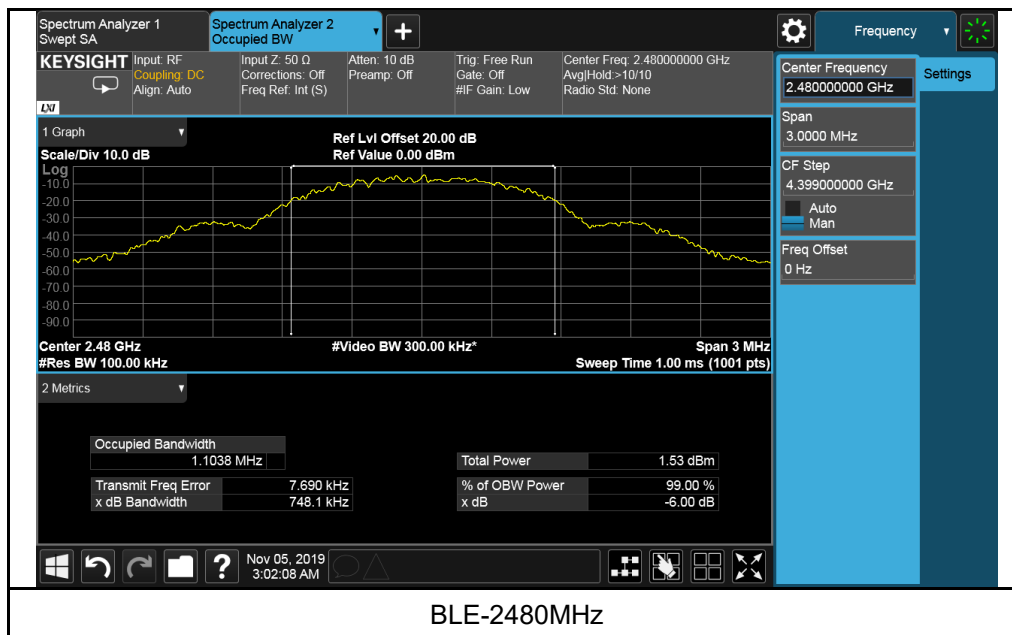 Spectrum Analyzer 1
Swept SA
Spectrum Analyzer 2
Occupied BW
+
Frequency
KEYSIGHT
LXI
Input: RF
Coupling: DC
Align: Auto
Input Z: 50 Ω
Corrections: Off
Freq Ref: Int (S)
Atten: 10 dB
Preamp: Off
Trig: Free Run
Gate: Off
#IF Gain: Low
Center Freq: 2.480000000 GHz
Avg|Hold:>10/10
Radio Std: None
Center Frequency
2.480000000 GHz
Settings
Span
3.0000 MHz
CF Step
4.399000000 GHz
Auto
Man
Freq Offset
0 Hz
1 Graph
Scale/Div 10.0 dB
Ref Lvl Offset 20.00 dB
Ref Value 0.00 dBm
Log
-10.0
-20.0
-30.0
-40.0
-50.0
-60.0
-70.0
-80.0
-90.0
Center 2.48 GHz
#Video BW 300.00 kHz*
Span 3 MHz
#Res BW 100.00 kHz
Sweep Time 1.00 ms (1001 pts)
2 Metrics
Occupied Bandwidth
1.1038 MHz
Total Power 1.53 dBm
Transmit Freq Error 7.690 kHz
% of OBW Power 99.00 %
x dB Bandwidth 748.1 kHz
x dB -6.00 dB
?
Nov 05, 2019
3:02:08 AM
BLE-2480MHz